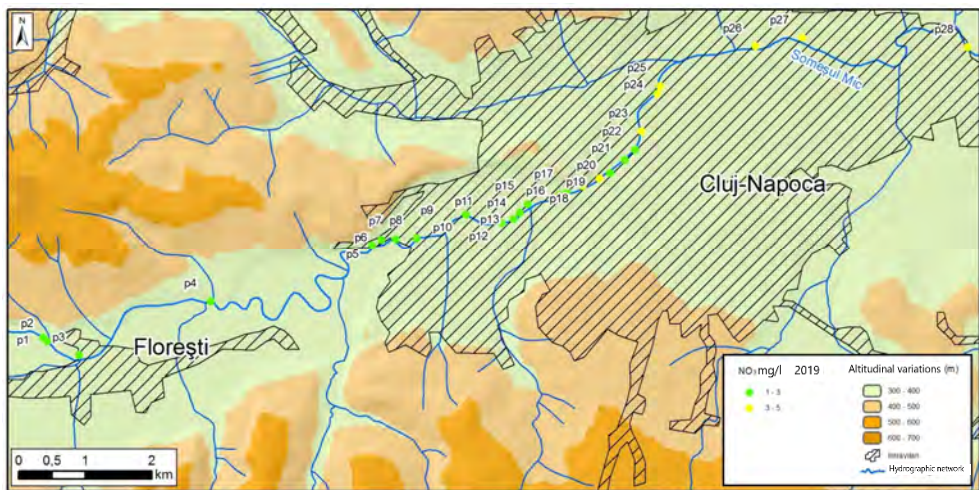 N
p26
p27
p28
Someșul Mic
p25
p24
p23
p22
p21
p20
p19
p18
p17
p16
p15
p14
p13
p12
p11
p10
p9
p8
p7
p6
p5
Cluj-Napoca
p4
p2
p1
p3
Florești
NO₃ mg/l 2019
1 - 3
3 - 5
Altitudinal variations (m)
300 - 400
400 - 500
500 - 600
600 - 700
Intravilan
Hydrographic network
0 0,5 1 2
km